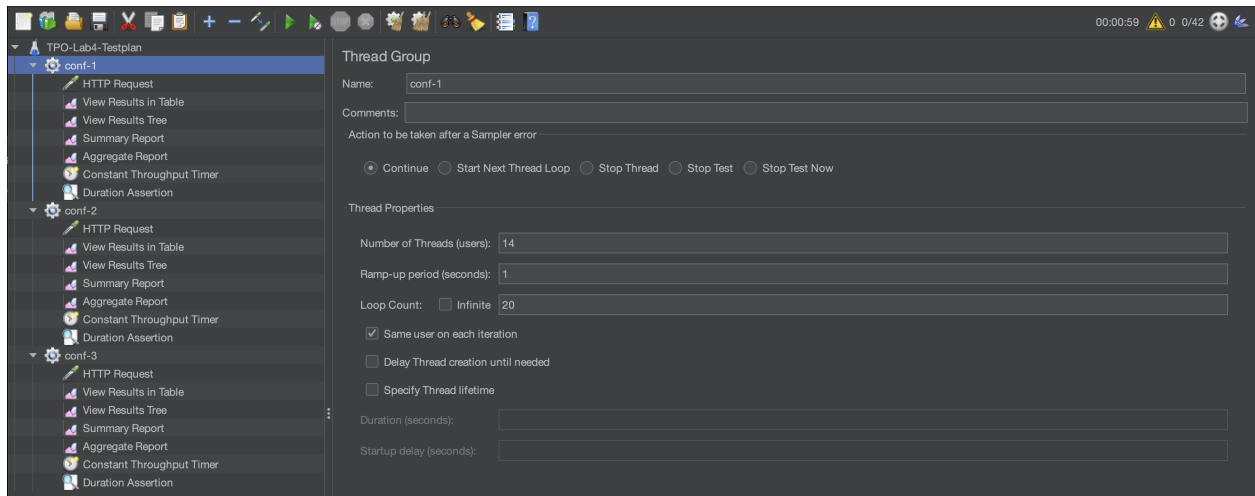 00:00:59 0 0/42
TPO-Lab4-Testplan
conf-1
HTTP Request
View Results in Table
View Results Tree
Summary Report
Aggregate Report
Constant Throughput Timer
Duration Assertion
conf-2
HTTP Request
View Results in Table
View Results Tree
Summary Report
Aggregate Report
Constant Throughput Timer
Duration Assertion
conf-3
HTTP Request
View Results in Table
View Results Tree
Summary Report
Aggregate Report
Constant Throughput Timer
Duration Assertion
Thread Group
Name: conf-1
Comments:
Action to be taken after a Sampler error
Continue Start Next Thread Loop Stop Thread Stop Test Stop Test Now
Thread Properties
Number of Threads (users): 14
Ramp-up period (seconds): 1
Loop Count: Infinite 20
Same user on each iteration
Delay Thread creation until needed
Specify Thread lifetime
Duration (seconds):
Startup delay (seconds):